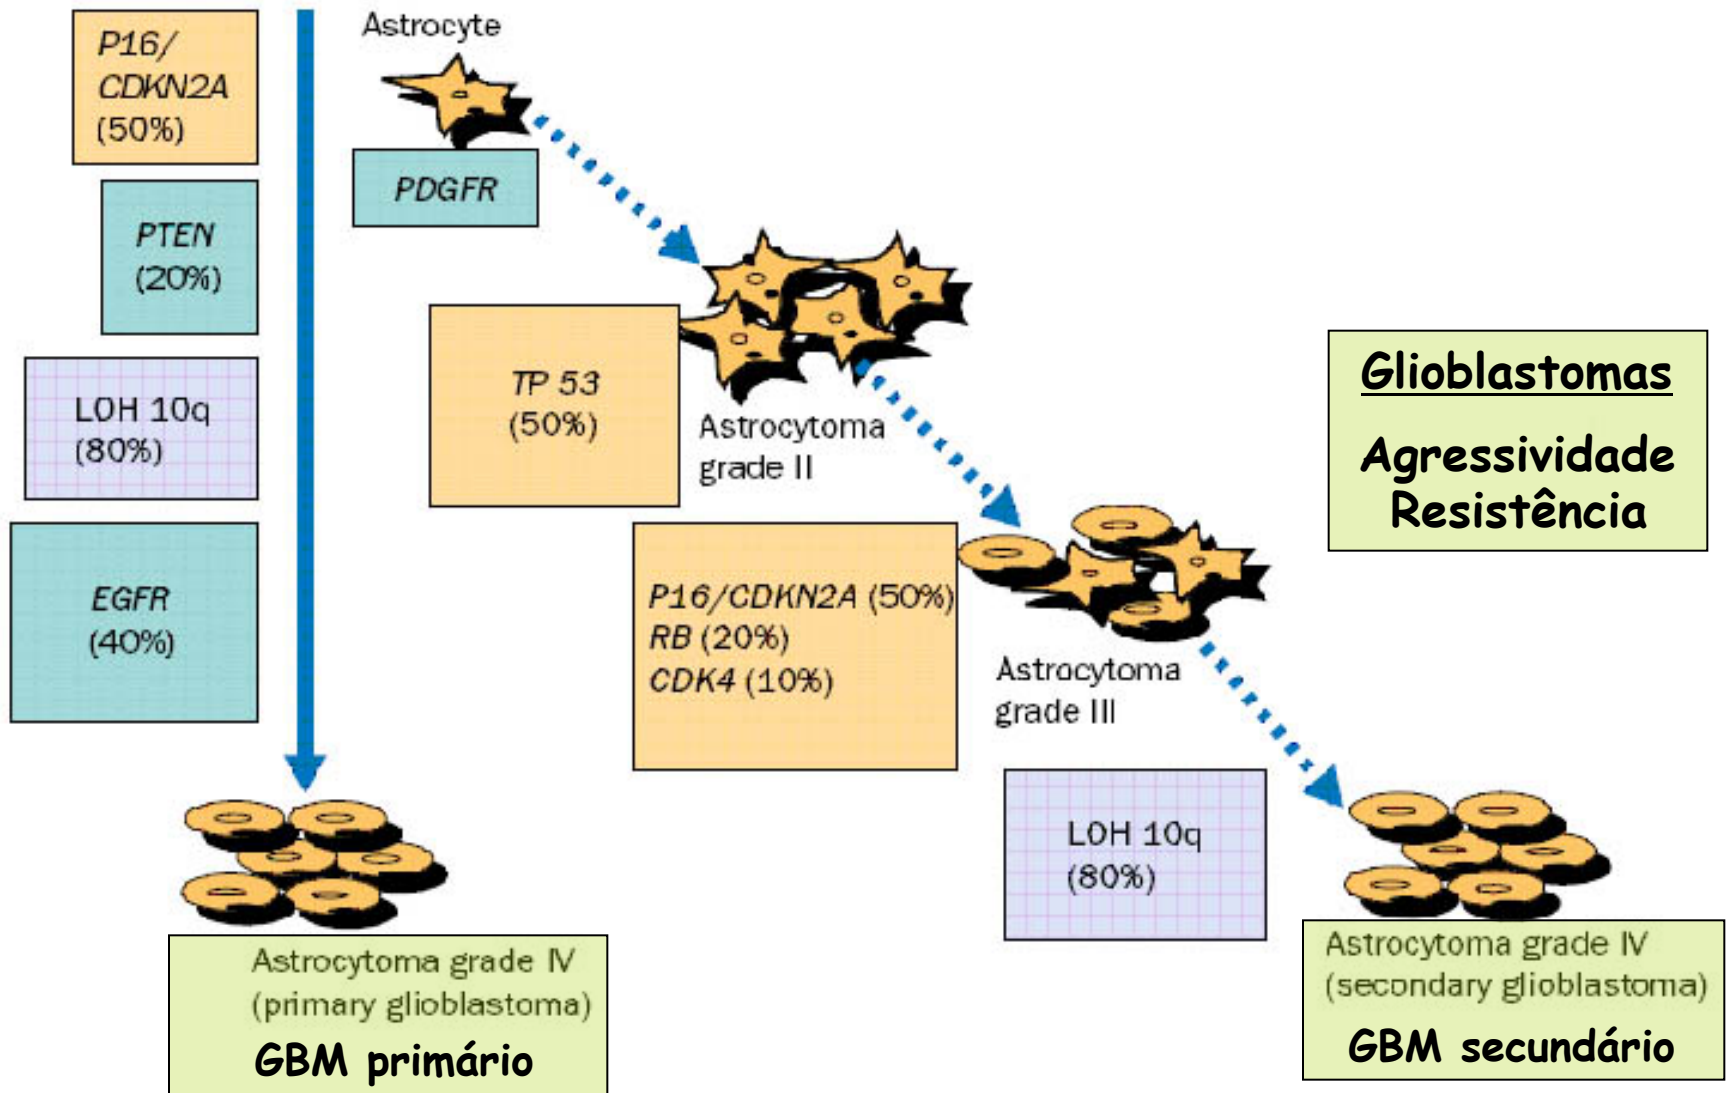 P16/
CDKN2A
(50%)
PTEN
(20%)
LOH 10q
(80%)
EGFR
(40%)
Astrocyte
PDGFR
TP 53
(50%)
Astrocytoma
grade II
P16/CDKN2A (50%)
RB (20%)
CDK4 (10%)
Astrocytoma
grade III
LOH 10q
(80%)
Glioblastomas
Agressividade
Resistência
Astrocytoma grade IV
(primary glioblastoma)
GBM primário
Astrocytoma grade IV
(secondary glioblastoma)
GBM secundário